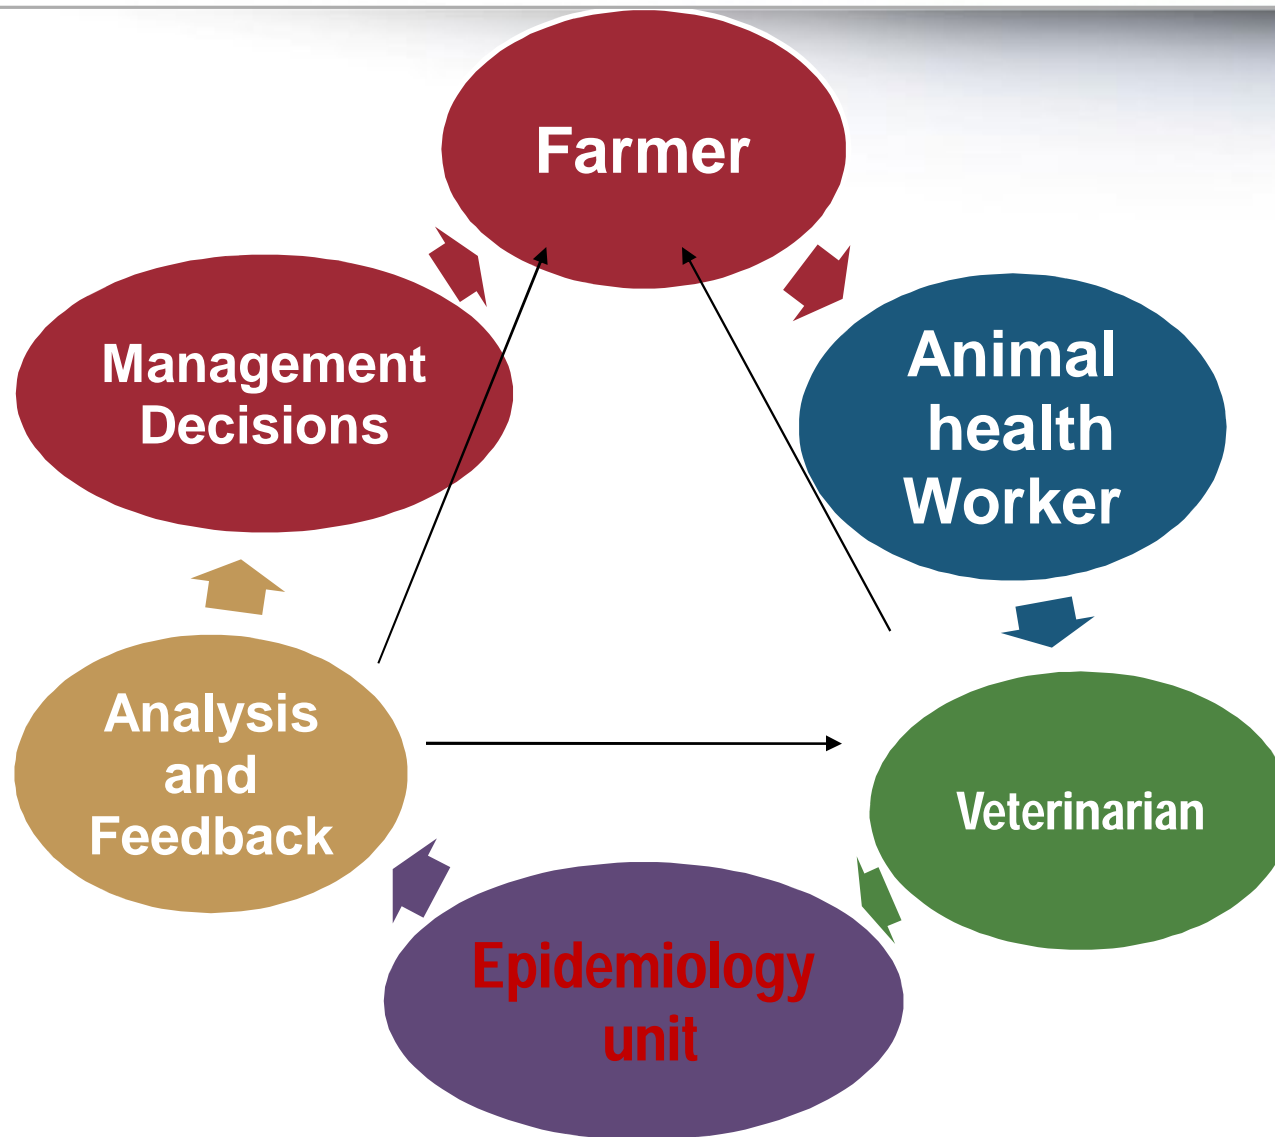 Farmer
Animal
health
Worker
Veterinarian
Epidemiology
unit
Analysis
and
Feedback
Management
Decisions